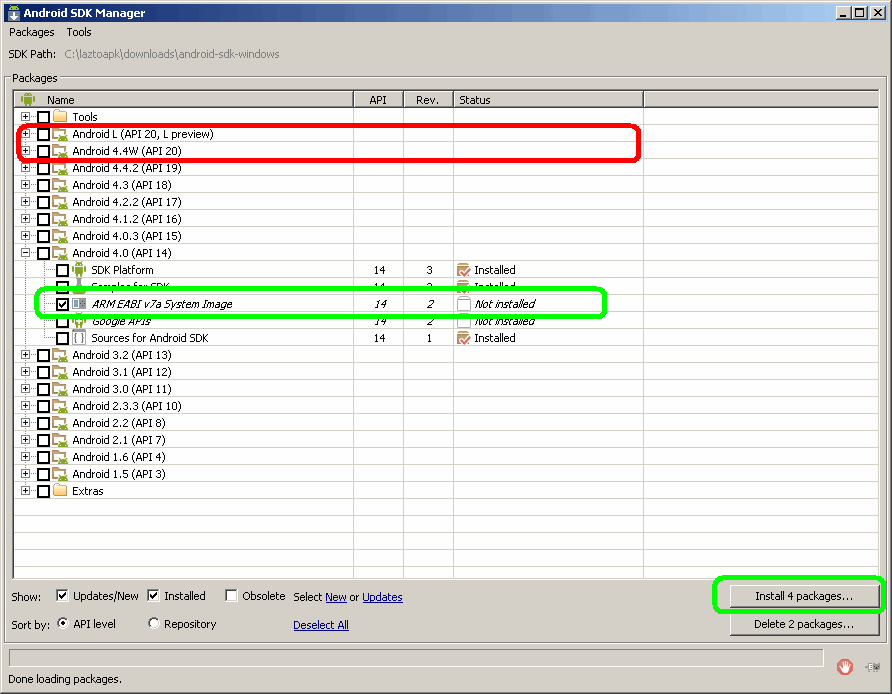 Android SDK Manager
Packages Tools
SDK Path: C:\laztoapk\downloads\android-sdk-windows
Packages
Name API Rev. Status
Tools
Android L (API 20, L preview)
Android 4.4W (API 20)
Android 4.4.2 (API 19)
Android 4.3 (API 18)
Android 4.2.2 (API 17)
Android 4.1.2 (API 16)
Android 4.0.3 (API 15)
Android 4.0 (API 14)
SDK Platform 14 3 Installed
Samples for SDK 14 2 Installed
ARM EABI v7a System Image 14 2 Not installed
Google APIs 14 2 Not installed
Sources for Android SDK 14 1 Installed
Android 3.2 (API 13)
Android 3.1 (API 12)
Android 3.0 (API 11)
Android 2.3.3 (API 10)
Android 2.2 (API 8)
Android 2.1 (API 7)
Android 1.6 (API 4)
Android 1.5 (API 3)
Extras
Show: Updates/New Installed Obsolete Select New or Updates Install 4 packages...
Sort by: API level Repository Deselect All Delete 2 packages...
Done loading packages.